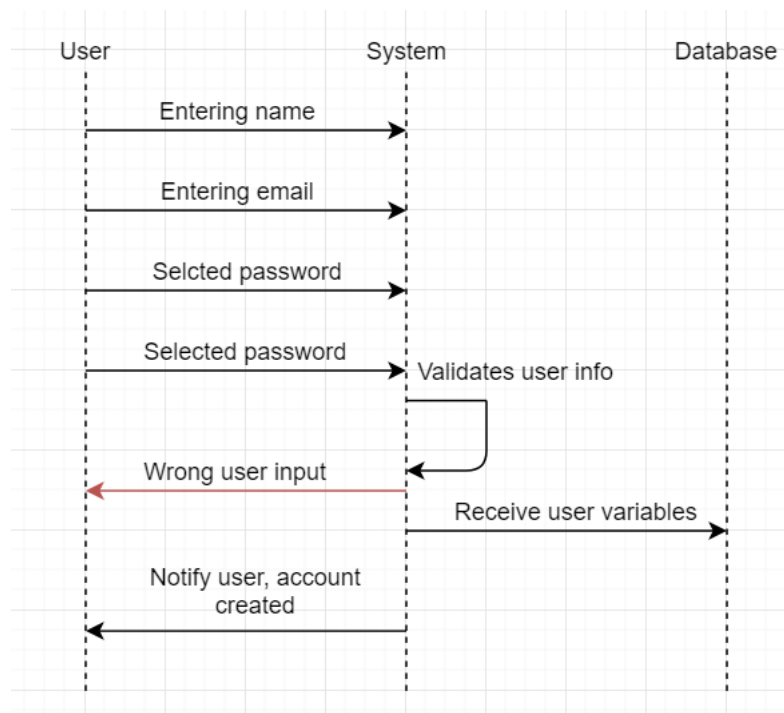 User
System
Database
Entering name
Entering email
Selcted password
Selected password
Validates user info
Wrong user input
Receive user variables
Notify user, account
created